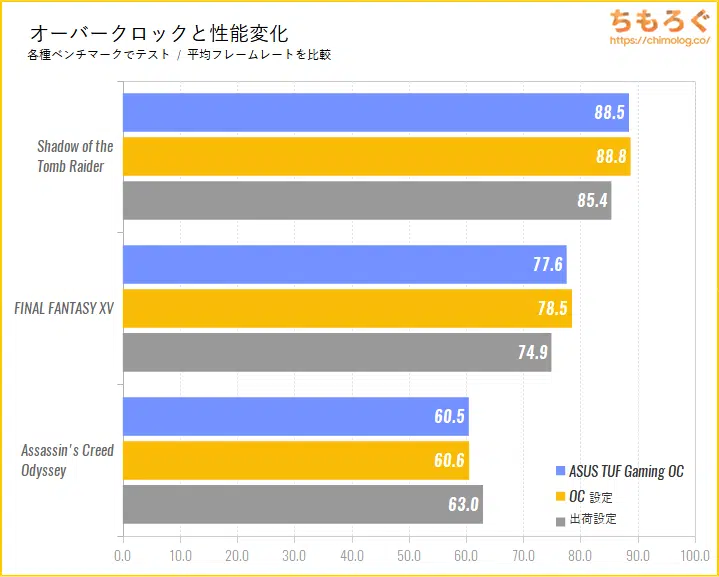 オーバークロックと性能変化
各種ベンチマークでテスト / 平均フレームレートを比較
ちもろぐ
https://chimolog.co/
Shadow of the
Tomb Raider
88.5
88.8
85.4
FINAL FANTASY XV
77.6
78.5
74.9
Assassin's Creed
Odyssey
60.5
60.6
63.0
ASUS TUF Gaming OC
OC 設定
出荷設定
0.0 10.0 20.0 30.0 40.0 50.0 60.0 70.0 80.0 90.0 100.0